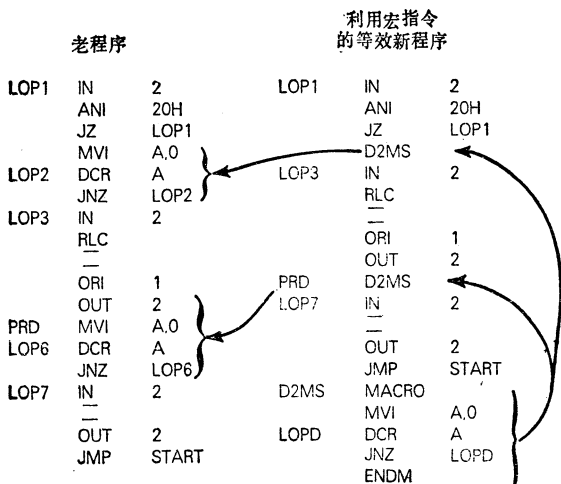 老程序
LOP1 IN 2
ANI 20H
JZ LOP1
MVI A,0
LOP2 DCR A
JNZ LOP2
LOP3 IN 2
RLC
二
ORI 1
OUT 2
PRD MVI A,0
LOP6 DCR A
JNZ LOP6
LOP7 IN 2
二
OUT 2
JMP START
利用宏指令
的等效新程序
LOP1 IN 2
ANI 20H
JZ LOP1
D2MS
LOP3 IN 2
RLC
二
ORI 1
OUT 2
PRD D2MS
LOP7 IN 2
二
OUT 2
JMP START
D2MS MACRO
MVI A,0
LOPD DCR A
JNZ LOPD
ENDM